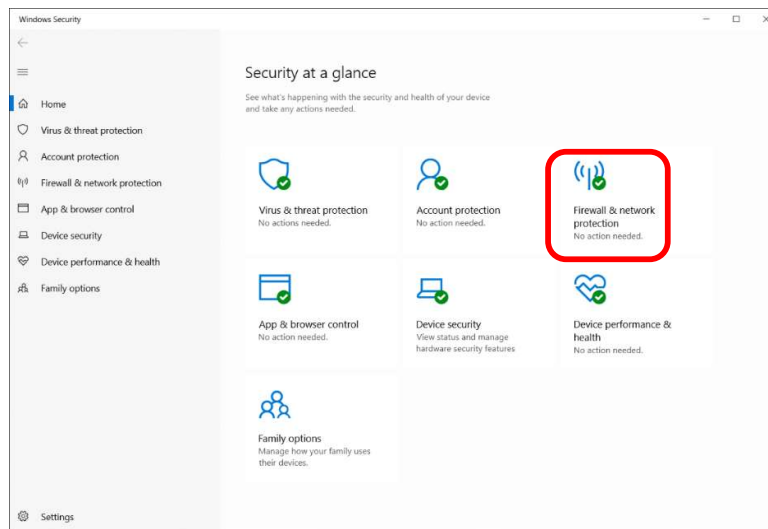 Windows Security
Home
Virus & threat protection
Account protection
Firewall & network protection
App & browser control
Device security
Device performance & health
Family options
Settings
Security at a glance
See what's happening with the security and health of your device
and take any actions needed.
Virus & threat protection
No actions needed.
Account protection
No action needed.
Firewall & network
protection
No action needed.
App & browser control
No action needed.
Device security
View status and manage
hardware security features
Device performance &
health
No action needed.
Family options
Manage how your family uses
their devices.